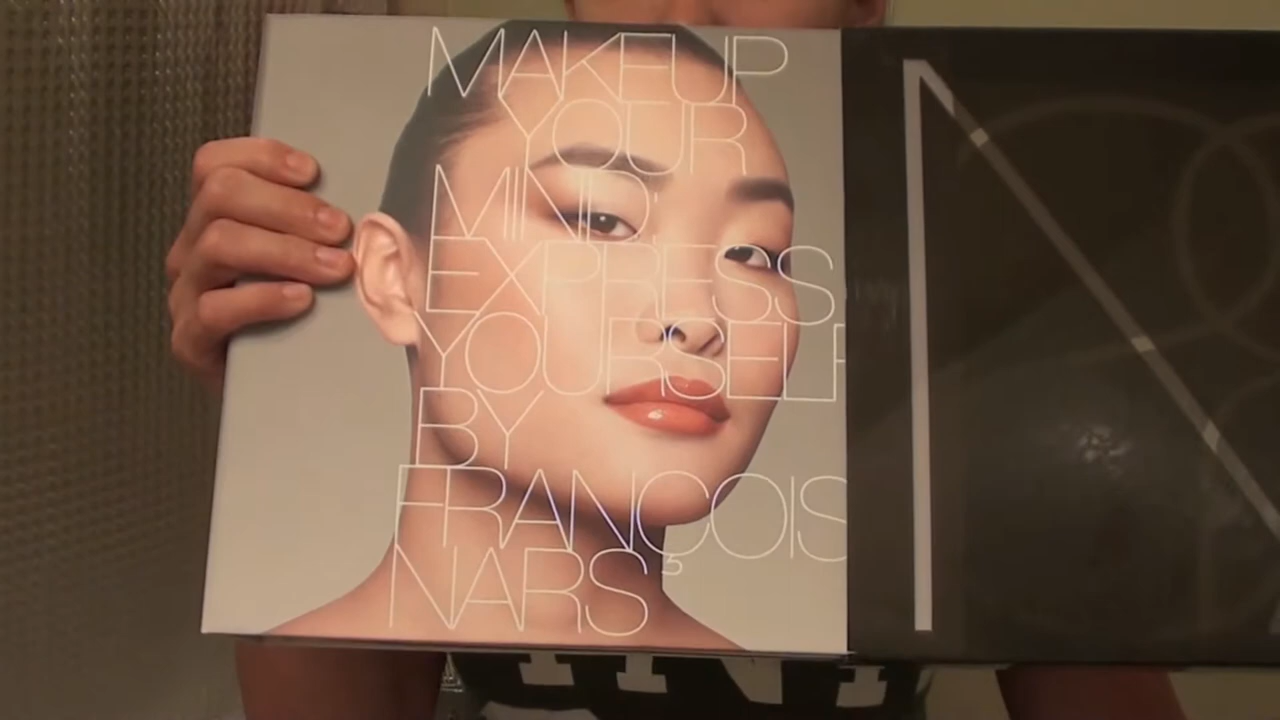 MAKEUP
YOUR
MIND:
EXPRESS
YOURSELF
BY
FRANÇOIS
NARS
N